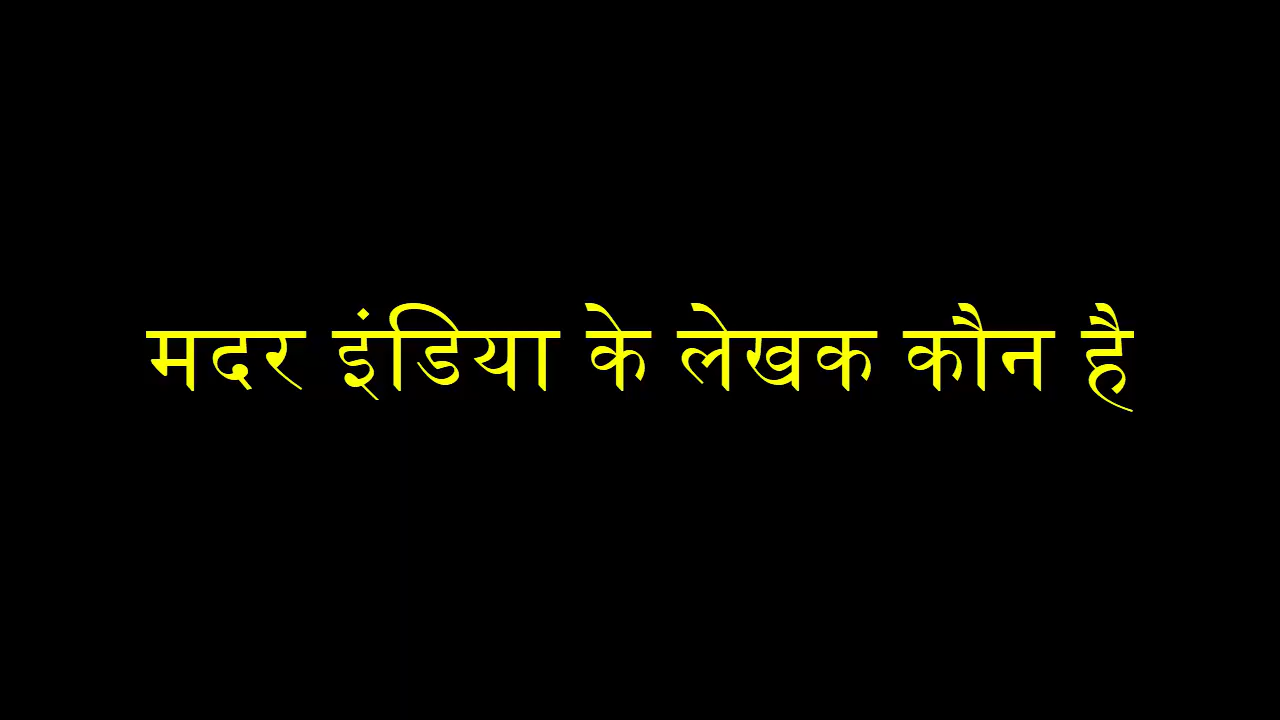 मदर इंडिया के लेखक कौन है